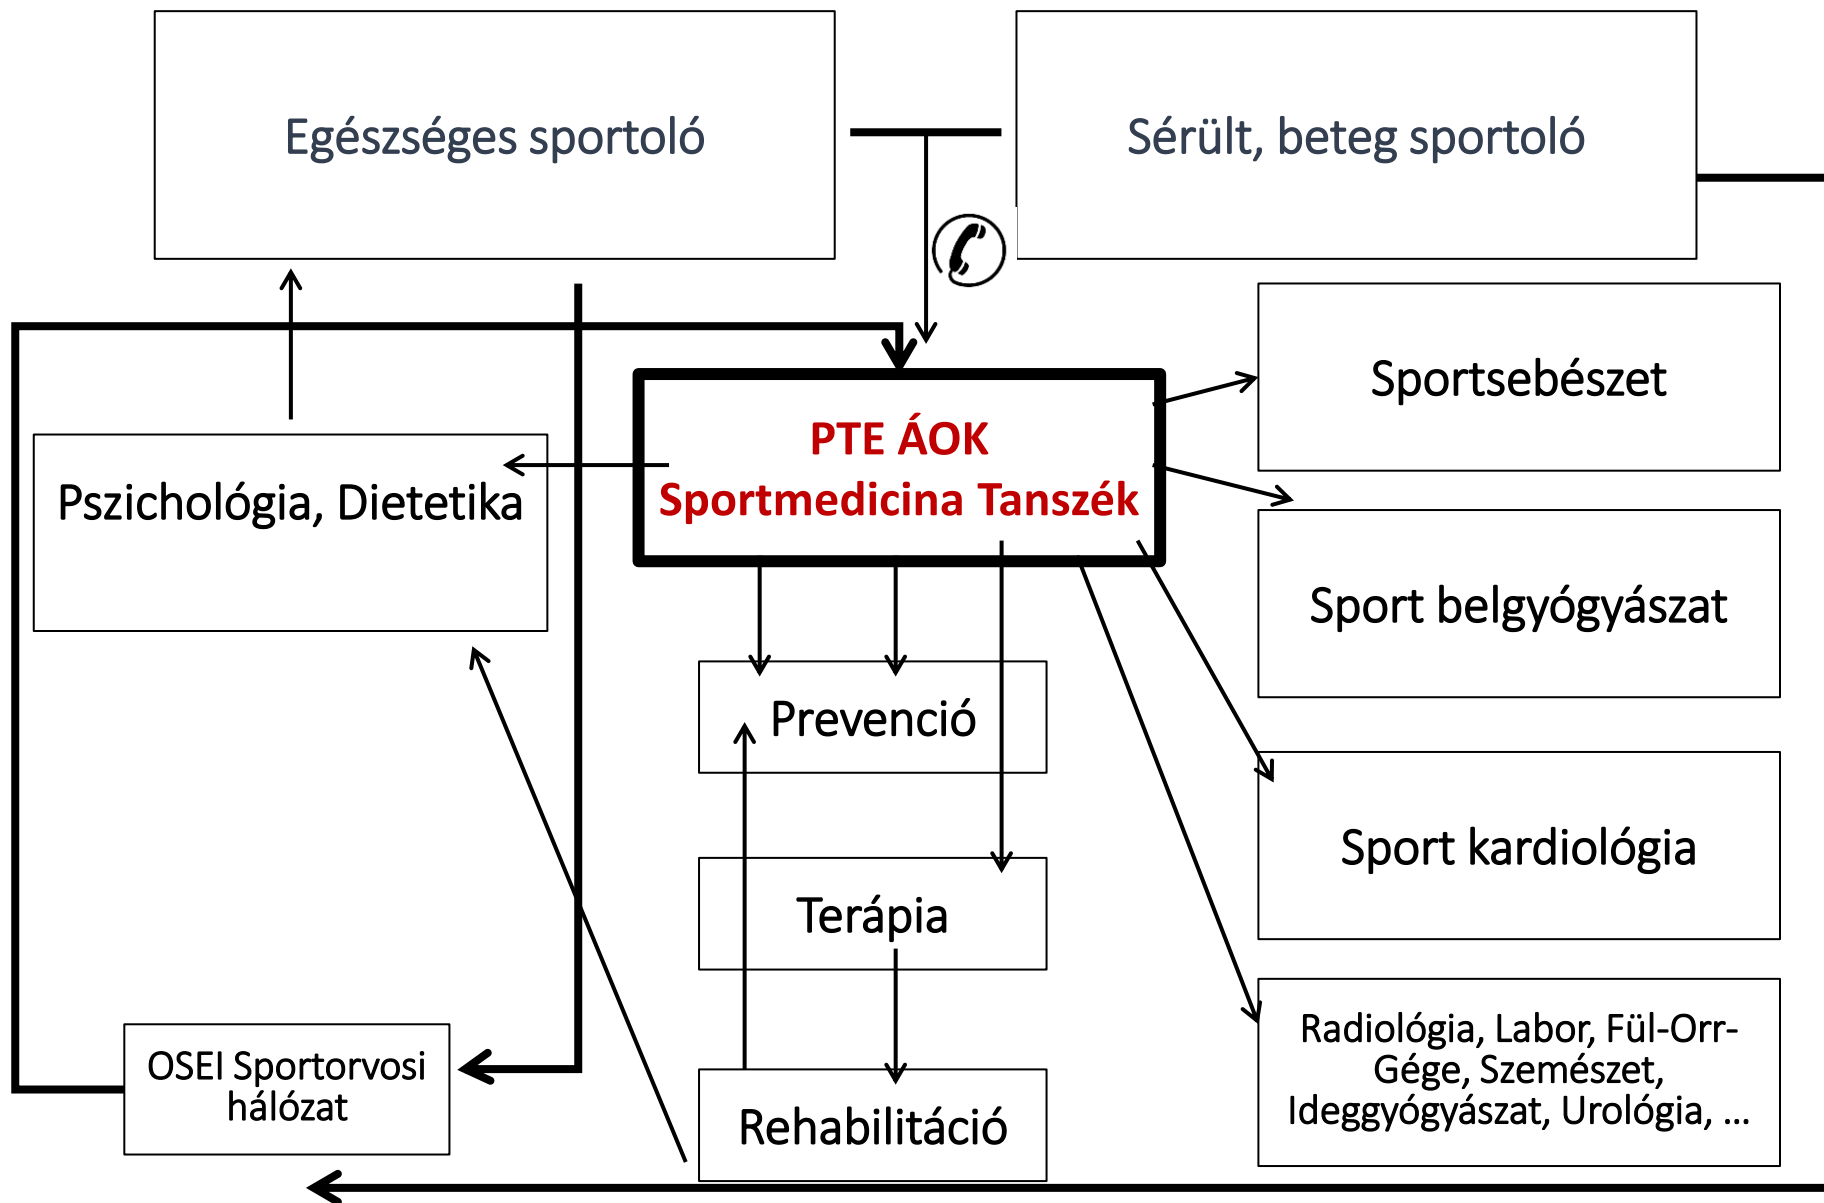 Egészséges sportoló
Sérült, beteg sportoló
Sportsebészet
PTE ÁOK
Sportmedicina Tanszék
Pszichológia, Dietetika
Sport belgyógyászat
Prevenció
Sport kardiológia
Terápia
Radiológia, Labor, Fül-Orr-
Gége, Szemészet,
Ideggyógyászat, Urológia, ...
OSEI Sportorvosi
hálózat
Rehabilitáció